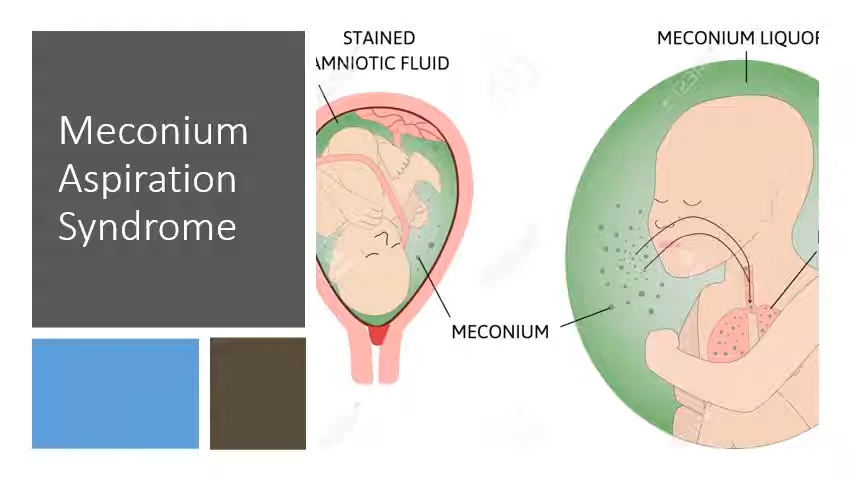 Meconium
Aspiration
Syndrome
STAINED
AMNIOTIC FLUID
MECONIUM LIQUOR
MECONIUM